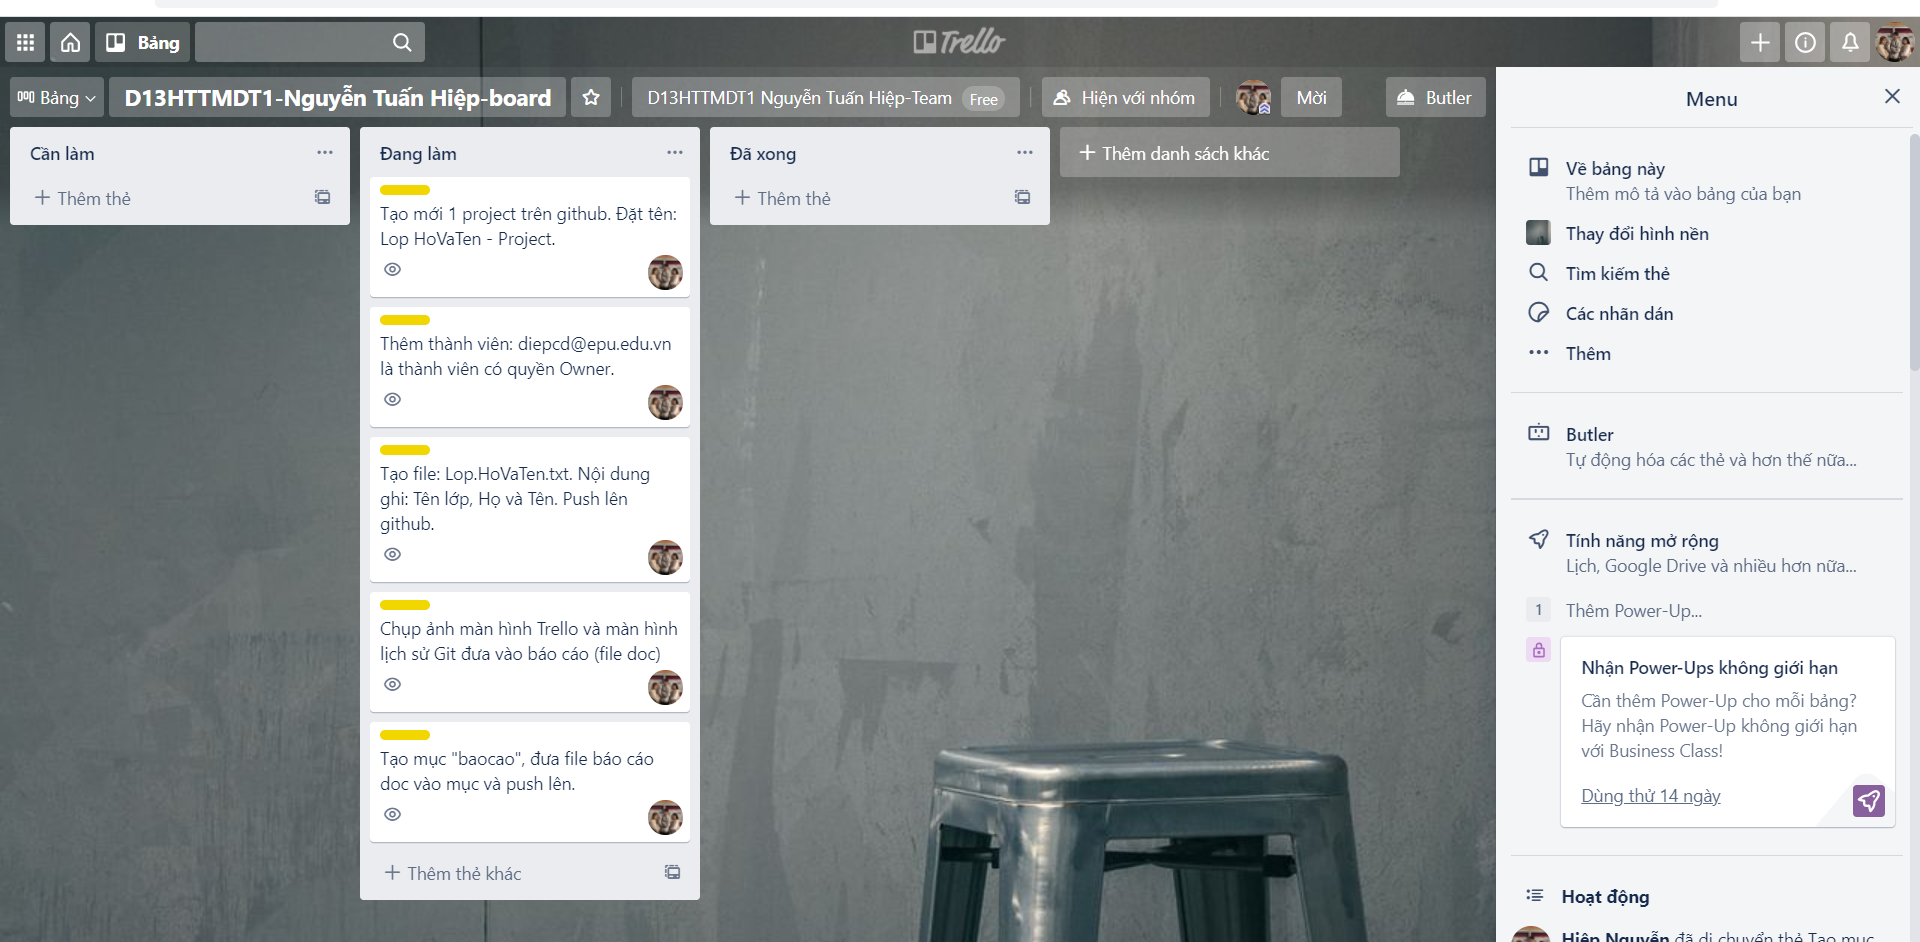 Bảng
Trello
Bảng
D13HTTMDT1-Nguyễn Tuấn Hiệp-board
D13HTTMDT1 Nguyễn Tuấn Hiệp-Team Free
Hiện với nhóm
Mời
Butler
Cần làm
Thêm thẻ
Đang làm
Tạo mới 1 project trên github. Đặt tên:
Lop HoVaTen - Project.
Thêm thành viên: diepcd@epu.edu.vn
là thành viên có quyền Owner.
Tạo file: Lop.HoVaTen.txt. Nội dung
ghi: Tên lớp, Họ và Tên. Push lên
github.
Chụp ảnh màn hình Trello và màn hình
lịch sử Git đưa vào báo cáo (file doc)
Tạo mục "baocao", đưa file báo cáo
doc vào mục và push lên.
Thêm thẻ khác
Đã xong
Thêm thẻ
Thêm danh sách khác
Menu
Về bảng này
Thêm mô tả vào bảng của bạn
Thay đổi hình nền
Tìm kiếm thẻ
Các nhãn dán
Thêm
Butler
Tự động hóa các thẻ và hơn thế nữa...
Tính năng mở rộng
Lịch, Google Drive và nhiều hơn nữa...
1 Thêm Power-Up...
Nhận Power-Ups không giới hạn
Cần thêm Power-Up cho mỗi bảng?
Hãy nhận Power-Up không giới hạn
với Business Class!
Dùng thử 14 ngày
Hoạt động
Hiệp Nguyễn đã di chuyển thẻ Tạo mục